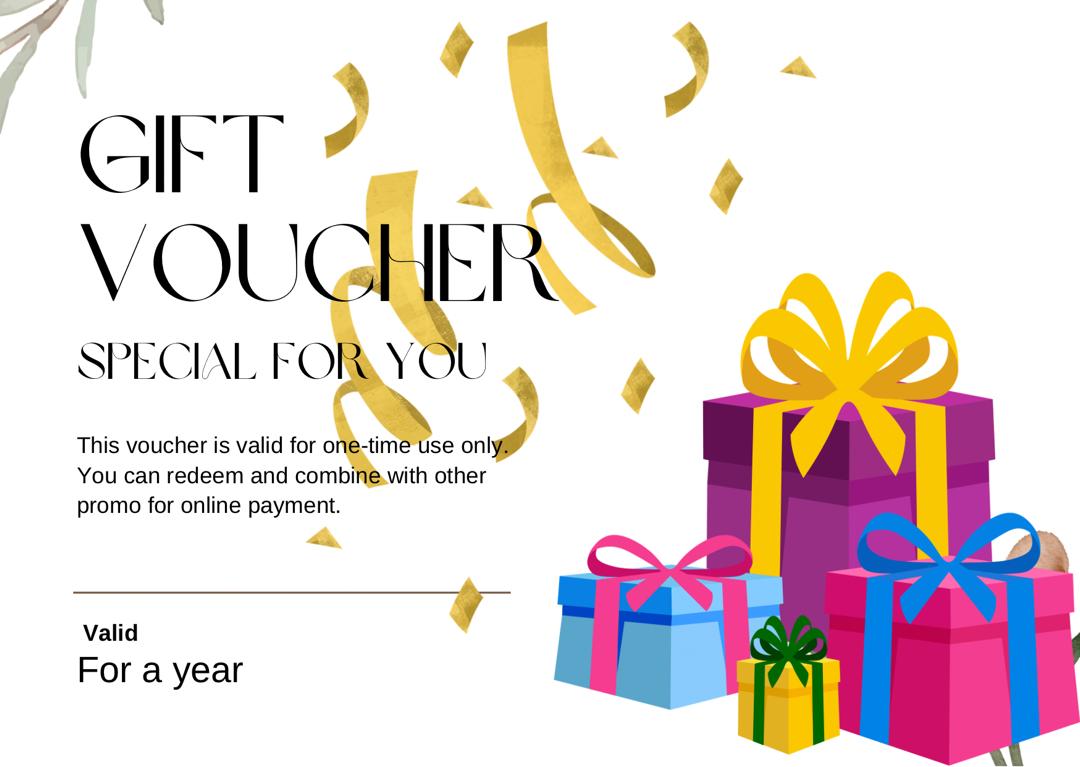 GIFT
VOUCHER
SPECIAL FOR YOU
This voucher is valid for one-time use only.
You can redeem and combine with other
promo for online payment.
Valid
For a year